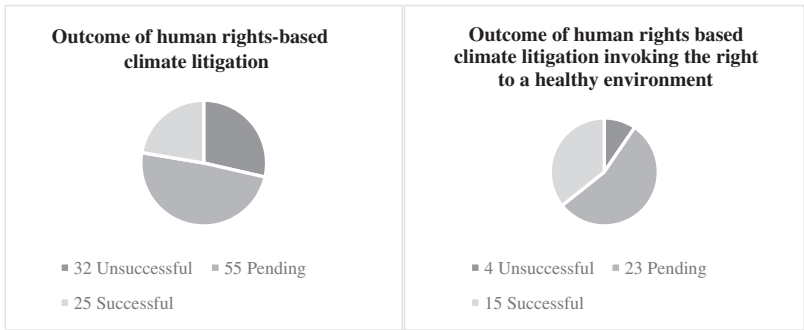 Outcome of human rights-based
climate litigation
32 Unsuccessful
55 Pending
25 Successful
Outcome of human rights based
climate litigation invoking the right
to a healthy environment
4 Unsuccessful
23 Pending
15 Successful